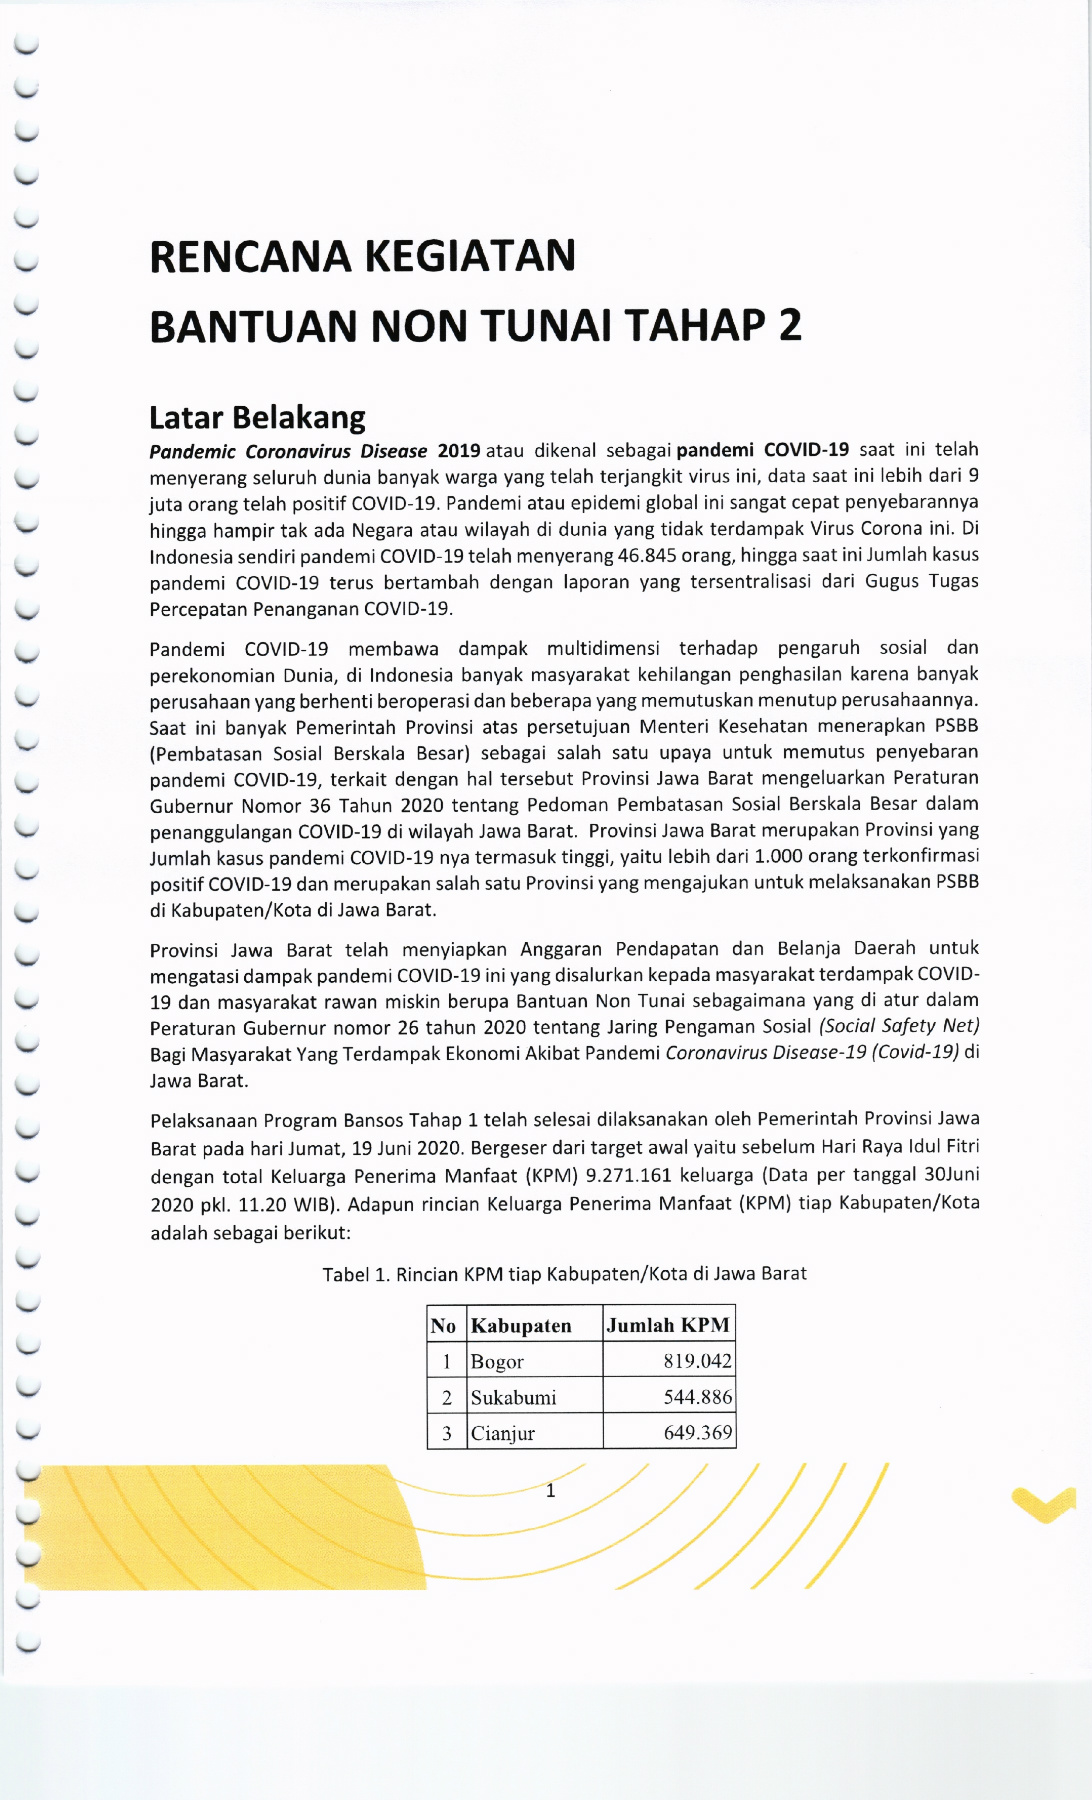 RENCANA KEGIATAN
BANTUAN NON TUNAI TAHAP 2
Latar Belakang
Pandemic Coronavirus Disease 2019 atau dikenal sebagai pandemi COVID-19 saat ini telah
menyerang seluruh dunia banyak warga yang telah terjangkit virus ini, data saat ini lebih dari 9
juta orang telah positif COVID-19. Pandemi atau epidemi global ini sangat cepat penyebarannya
hingga hampir tak ada Negara atau wilayah di dunia yang tidak terdampak Virus Corona ini. Di
Indonesia sendiri pandemi COVID-19 telah menyerang 46.845 orang, hingga saat ini Jumlah kasus
pandemi COVID-19 terus bertambah dengan laporan yang tersentralisasi dari Gugus Tugas
Percepatan Penanganan COVID-19.
Pandemi COVID-19 membawa dampak multidimensi terhadap pengaruh sosial dan
perekonomian Dunia, di Indonesia banyak masyarakat kehilangan penghasilan karena banyak
perusahaan yang berhenti beroperasi dan beberapa yang memutuskan menutup perusahaannya.
Saat ini banyak Pemerintah Provinsi atas persetujuan Menteri Kesehatan menerapkan PSBB
(Pembatasan Sosial Berskala Besar) sebagai salah satu upaya untuk memutus penyebaran
pandemi COVID-19, terkait dengan hal tersebut Provinsi Jawa Barat mengeluarkan Peraturan
Gubernur Nomor 36 Tahun 2020 tentang Pedoman Pembatasan Sosial Berskala Besar dalam
penanggulangan COVID-19 di wilayah Jawa Barat. Provinsi Jawa Barat merupakan Provinsi yang
Jumlah kasus pandemi COVID-19 nya termasuk tinggi, yaitu lebih dari 1.000 orang terkonfirmasi
positif COVID-19 dan merupakan salah satu Provinsi yang mengajukan untuk melaksanakan PSBB
di Kabupaten/Kota di Jawa Barat.
Provinsi Jawa Barat telah menyiapkan Anggaran Pendapatan dan Belanja Daerah untuk
mengatasi dampak pandemi COVID-19 ini yang disalurkan kepada masyarakat terdampak COVID-
19 dan masyarakat rawan miskin berupa Bantuan Non Tunai sebagaimana yang di atur dalam
Peraturan Gubernur nomor 26 tahun 2020 tentang Jaring Pengaman Sosial (Social Safety Net)
Bagi Masyarakat Yang Terdampak Ekonomi Akibat Pandemi Coronavirus Disease-19 (Covid-19) di
Jawa Barat.
Pelaksanaan Program Bansos Tahap 1 telah selesai dilaksanakan oleh Pemerintah Provinsi Jawa
Barat pada hari Jumat, 19 Juni 2020. Bergeser dari target awal yaitu sebelum Hari Raya Idul Fitri
dengan total Keluarga Penerima Manfaat (KPM) 9.271.161 keluarga (Data per tanggal 30Juni
2020 pkl. 11.20 WIB). Adapun rincian Keluarga Penerima Manfaat (KPM) tiap Kabupaten/Kota
adalah sebagai berikut:
Tabel 1. Rincian KPM tiap Kabupaten/Kota di Jawa Barat
No Kabupaten Jumlah KPM
1 Bogor 819.042
2 Sukabumi 544.886
3 Cianjur 649.369
1